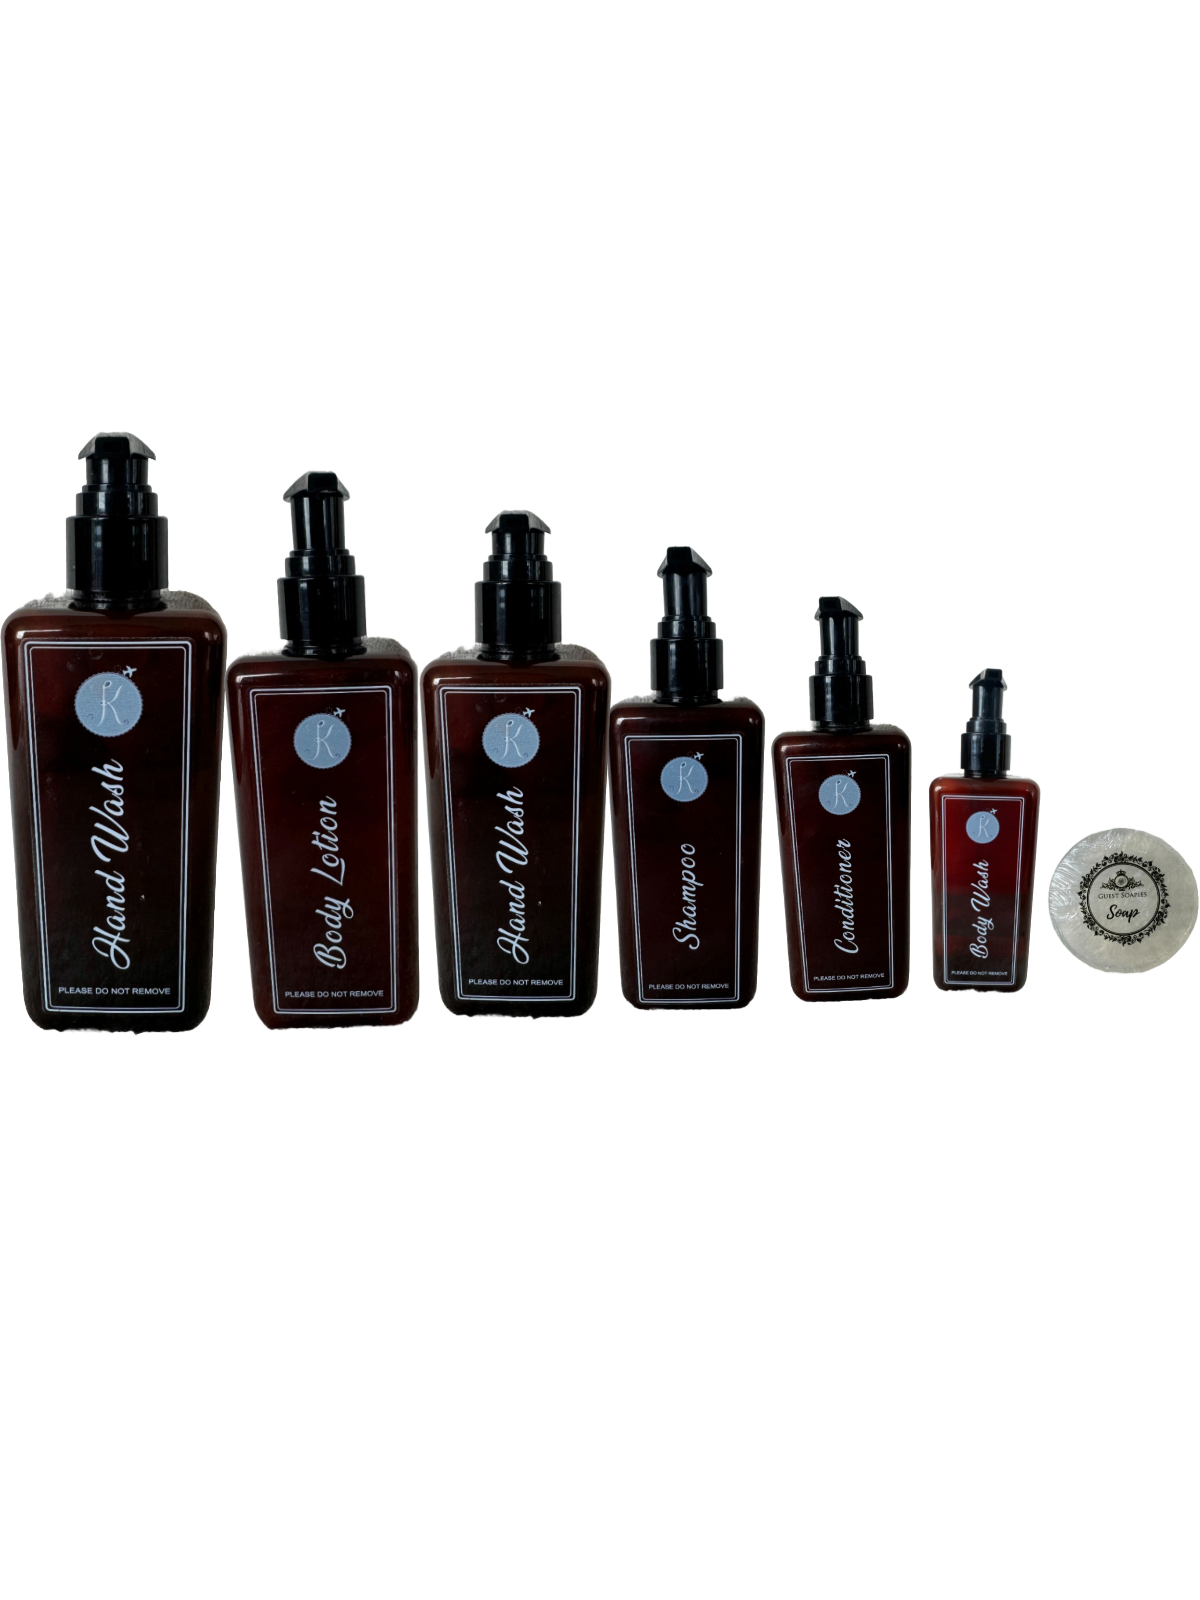 K
Hand Wash
PLEASE DO NOT REMOVE
K
Body Lotion
PLEASE DO NOT REMOVE
K
Hand Wash
PLEASE DO NOT REMOVE
K
Shampoo
PLEASE DO NOT REMOVE
K
Conditioner
PLEASE DO NOT REMOVE
K
Body Wash
PLEASE DO NOT REMOVE
GUEST SOAPIES
Soap